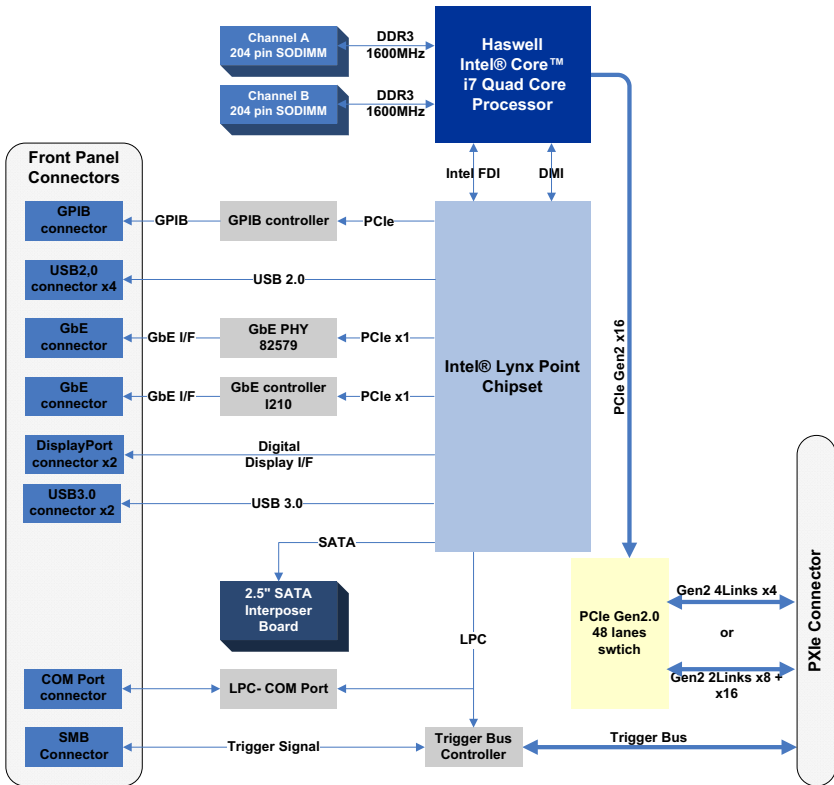 Channel A
204 pin SODIMM
DDR3
1600MHz
Haswell
Intel® Core™
i7 Quad Core
Processor
Channel B
204 pin SODIMM
DDR3
1600MHz
Front Panel
Connectors
Intel FDI
DMI
GPIB
connector
GPIB
GPIB controller
PCIe
USB2,0
connector x4
USB 2.0
GbE
connector
GbE I/F
GbE PHY
82579
PCIe x1
Intel® Lynx Point
Chipset
PCIe Gen2 x16
GbE
connector
GbE I/F
GbE controller
I210
PCIe x1
DisplayPort
connector x2
Digital
Display I/F
USB3.0
connector x2
USB 3.0
SATA
2.5" SATA
Interposer
Board
LPC
PCIe Gen2.0
48 lanes
swtich
Gen2 4Links x4
or
Gen2 2Links x8 +
x16
PXIe Connector
COM Port
connector
LPC- COM Port
SMB
Connector
Trigger Signal
Trigger Bus
Controller
Trigger Bus